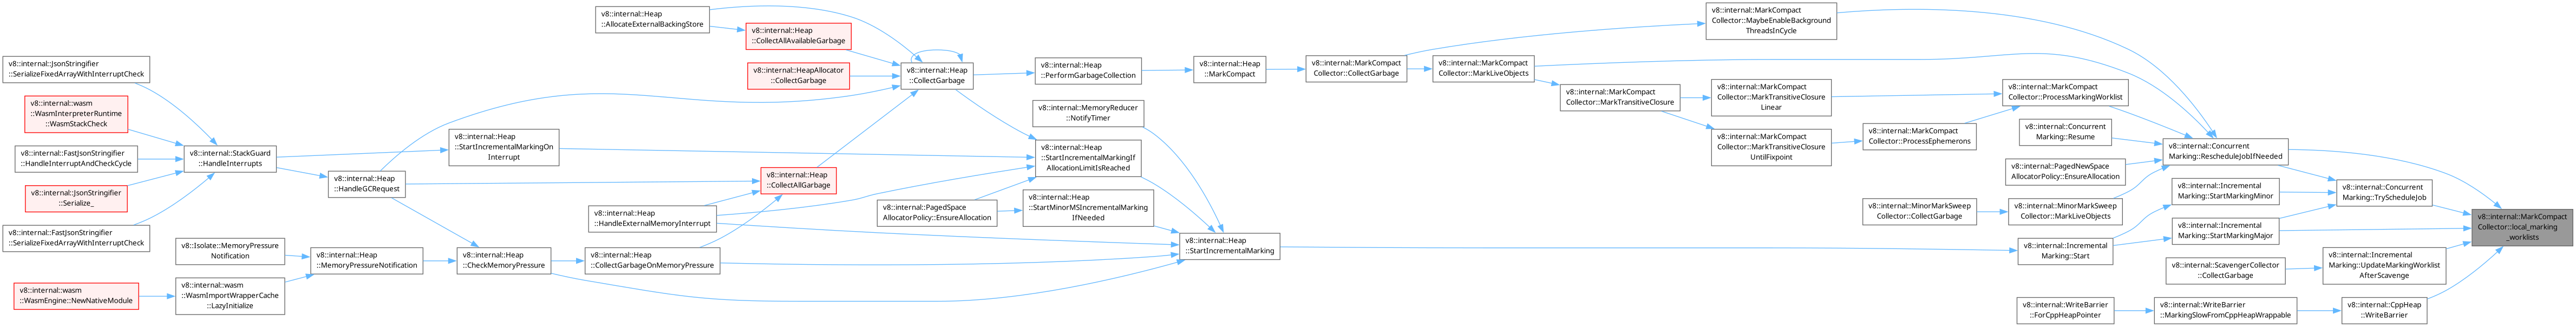 v8::internal::JsonStringifier
::SerializeFixedArrayWithInterruptCheck
v8::internal::wasm
::WasmInterpreterRuntime
::WasmStackCheck
v8::internal::FastJsonStringifier
::HandleInterruptAndCheckCycle
v8::internal::JsonStringifier
::Serialize_
v8::internal::FastJsonStringifier
::SerializeFixedArrayWithInterruptCheck
v8::internal::wasm
::WasmEngine::NewNativeModule
v8::internal::StackGuard
::HandleInterrupts
v8::Isolate::MemoryPressure
Notification
v8::internal::wasm
::WasmImportWrapperCache
::LazyInitialize
v8::internal::Heap
::HandleGCRequest
v8::internal::Heap
::MemoryPressureNotification
v8::internal::Heap
::StartIncrementalMarkingOn
Interrupt
v8::internal::Heap
::CheckMemoryPressure
v8::internal::Heap
::AllocateExternalBackingStore
v8::internal::Heap
::HandleExternalMemoryInterrupt
v8::internal::Heap
::CollectGarbageOnMemoryPressure
v8::internal::Heap
::CollectAllAvailableGarbage
v8::internal::HeapAllocator
::CollectGarbage
v8::internal::Heap
::CollectAllGarbage
v8::internal::Heap
::CollectGarbage
v8::internal::PagedSpace
AllocatorPolicy::EnsureAllocation
v8::internal::Heap
::PerformGarbageCollection
v8::internal::MemoryReducer
::NotifyTimer
v8::internal::Heap
::StartIncrementalMarkingIf
AllocationLimitIsReached
v8::internal::Heap
::StartMinorMSIncrementalMarking
IfNeeded
v8::internal::Heap
::MarkCompact
v8::internal::Heap
::StartIncrementalMarking
v8::internal::MarkCompact
Collector::CollectGarbage
v8::internal::MarkCompact
Collector::MarkLiveObjects
v8::internal::MarkCompact
Collector::MarkTransitiveClosure
v8::internal::MarkCompact
Collector::MaybeEnableBackground
ThreadsInCycle
v8::internal::MarkCompact
Collector::MarkTransitiveClosure
Linear
v8::internal::MarkCompact
Collector::MarkTransitiveClosure
UntilFixpoint
v8::internal::MarkCompact
Collector::ProcessEphemerons
v8::internal::MinorMarkSweep
Collector::CollectGarbage
v8::internal::MarkCompact
Collector::ProcessMarkingWorklist
v8::internal::Concurrent
Marking::Resume
v8::internal::PagedNewSpace
AllocatorPolicy::EnsureAllocation
v8::internal::MinorMarkSweep
Collector::MarkLiveObjects
v8::internal::Incremental
Marking::Start
v8::internal::WriteBarrier
::ForCppHeapPointer
v8::internal::Concurrent
Marking::RescheduleJobIfNeeded
v8::internal::Incremental
Marking::StartMarkingMinor
v8::internal::Incremental
Marking::StartMarkingMajor
v8::internal::ScavengerCollector
::CollectGarbage
v8::internal::WriteBarrier
::MarkingSlowFromCppHeapWrappable
v8::internal::Concurrent
Marking::TryScheduleJob
v8::internal::Incremental
Marking::UpdateMarkingWorklist
AfterScavenge
v8::internal::CppHeap
::WriteBarrier
v8::internal::MarkCompact
Collector::local_marking
_worklists